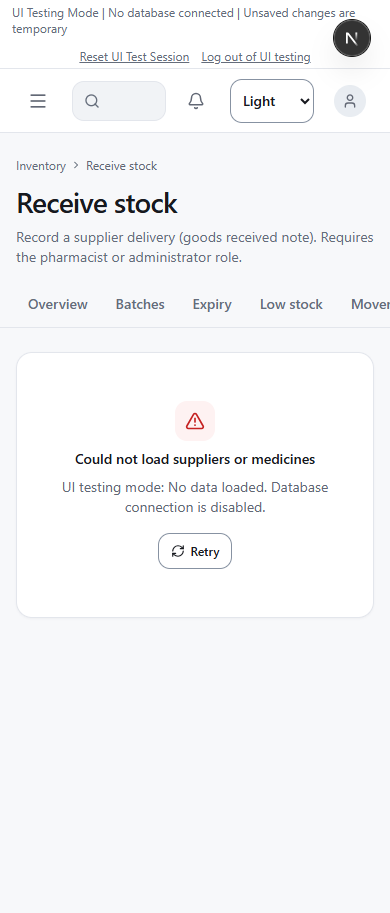 UI Testing Mode | No database connected | Unsaved changes are
temporary
Reset UI Test Session Log out of UI testing
N
Light
Inventory > Receive stock
Receive stock
Record a supplier delivery (goods received note). Requires
the pharmacist or administrator role.
Overview Batches Expiry Low stock
Could not load suppliers or medicines
UI testing mode: No data loaded. Database
connection is disabled.
Retry